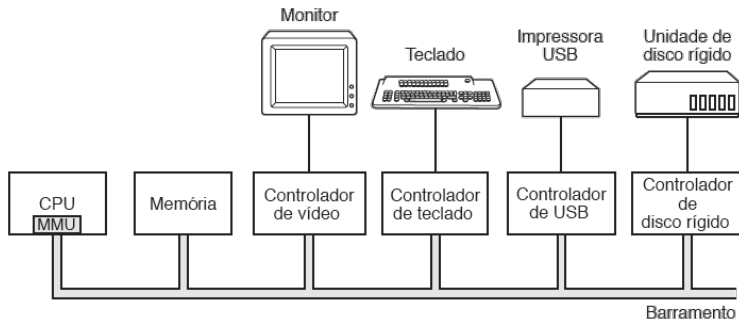 Monitor
Teclado
Impressora
USB
Unidade de
disco rígido
CPU
MMU
Memória
Controlador
de vídeo
Controlador
de teclado
Controlador
de USB
Controlador
de
disco rígido
Barramento